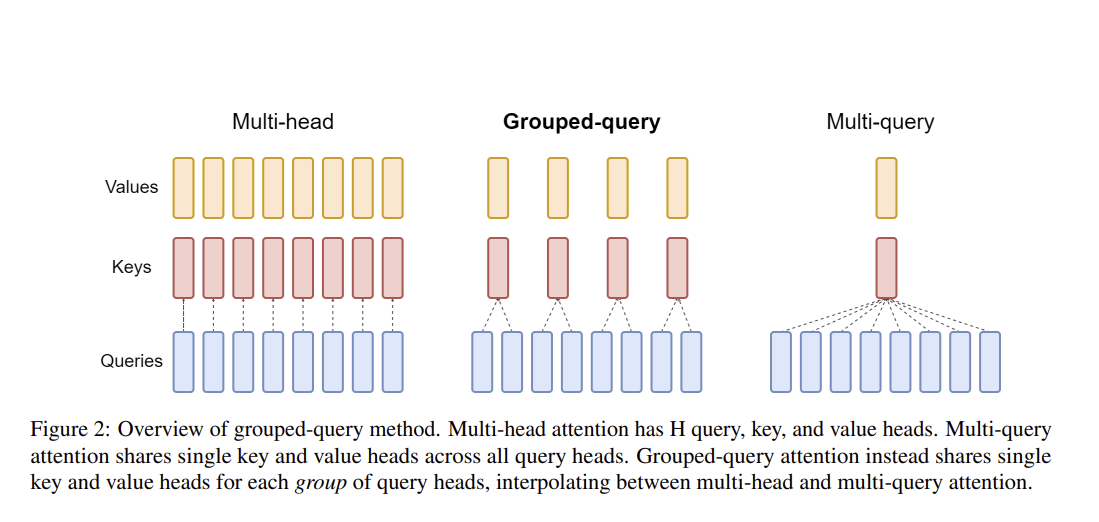 Multi-head Grouped-query Multi-query
Values
Keys
Queries
Figure 2: Overview of grouped-query method. Multi-head attention has H query, key, and value heads. Multi-query
attention shares single key and value heads across all query heads. Grouped-query attention instead shares single
key and value heads for each group of query heads, interpolating between multi-head and multi-query attention.